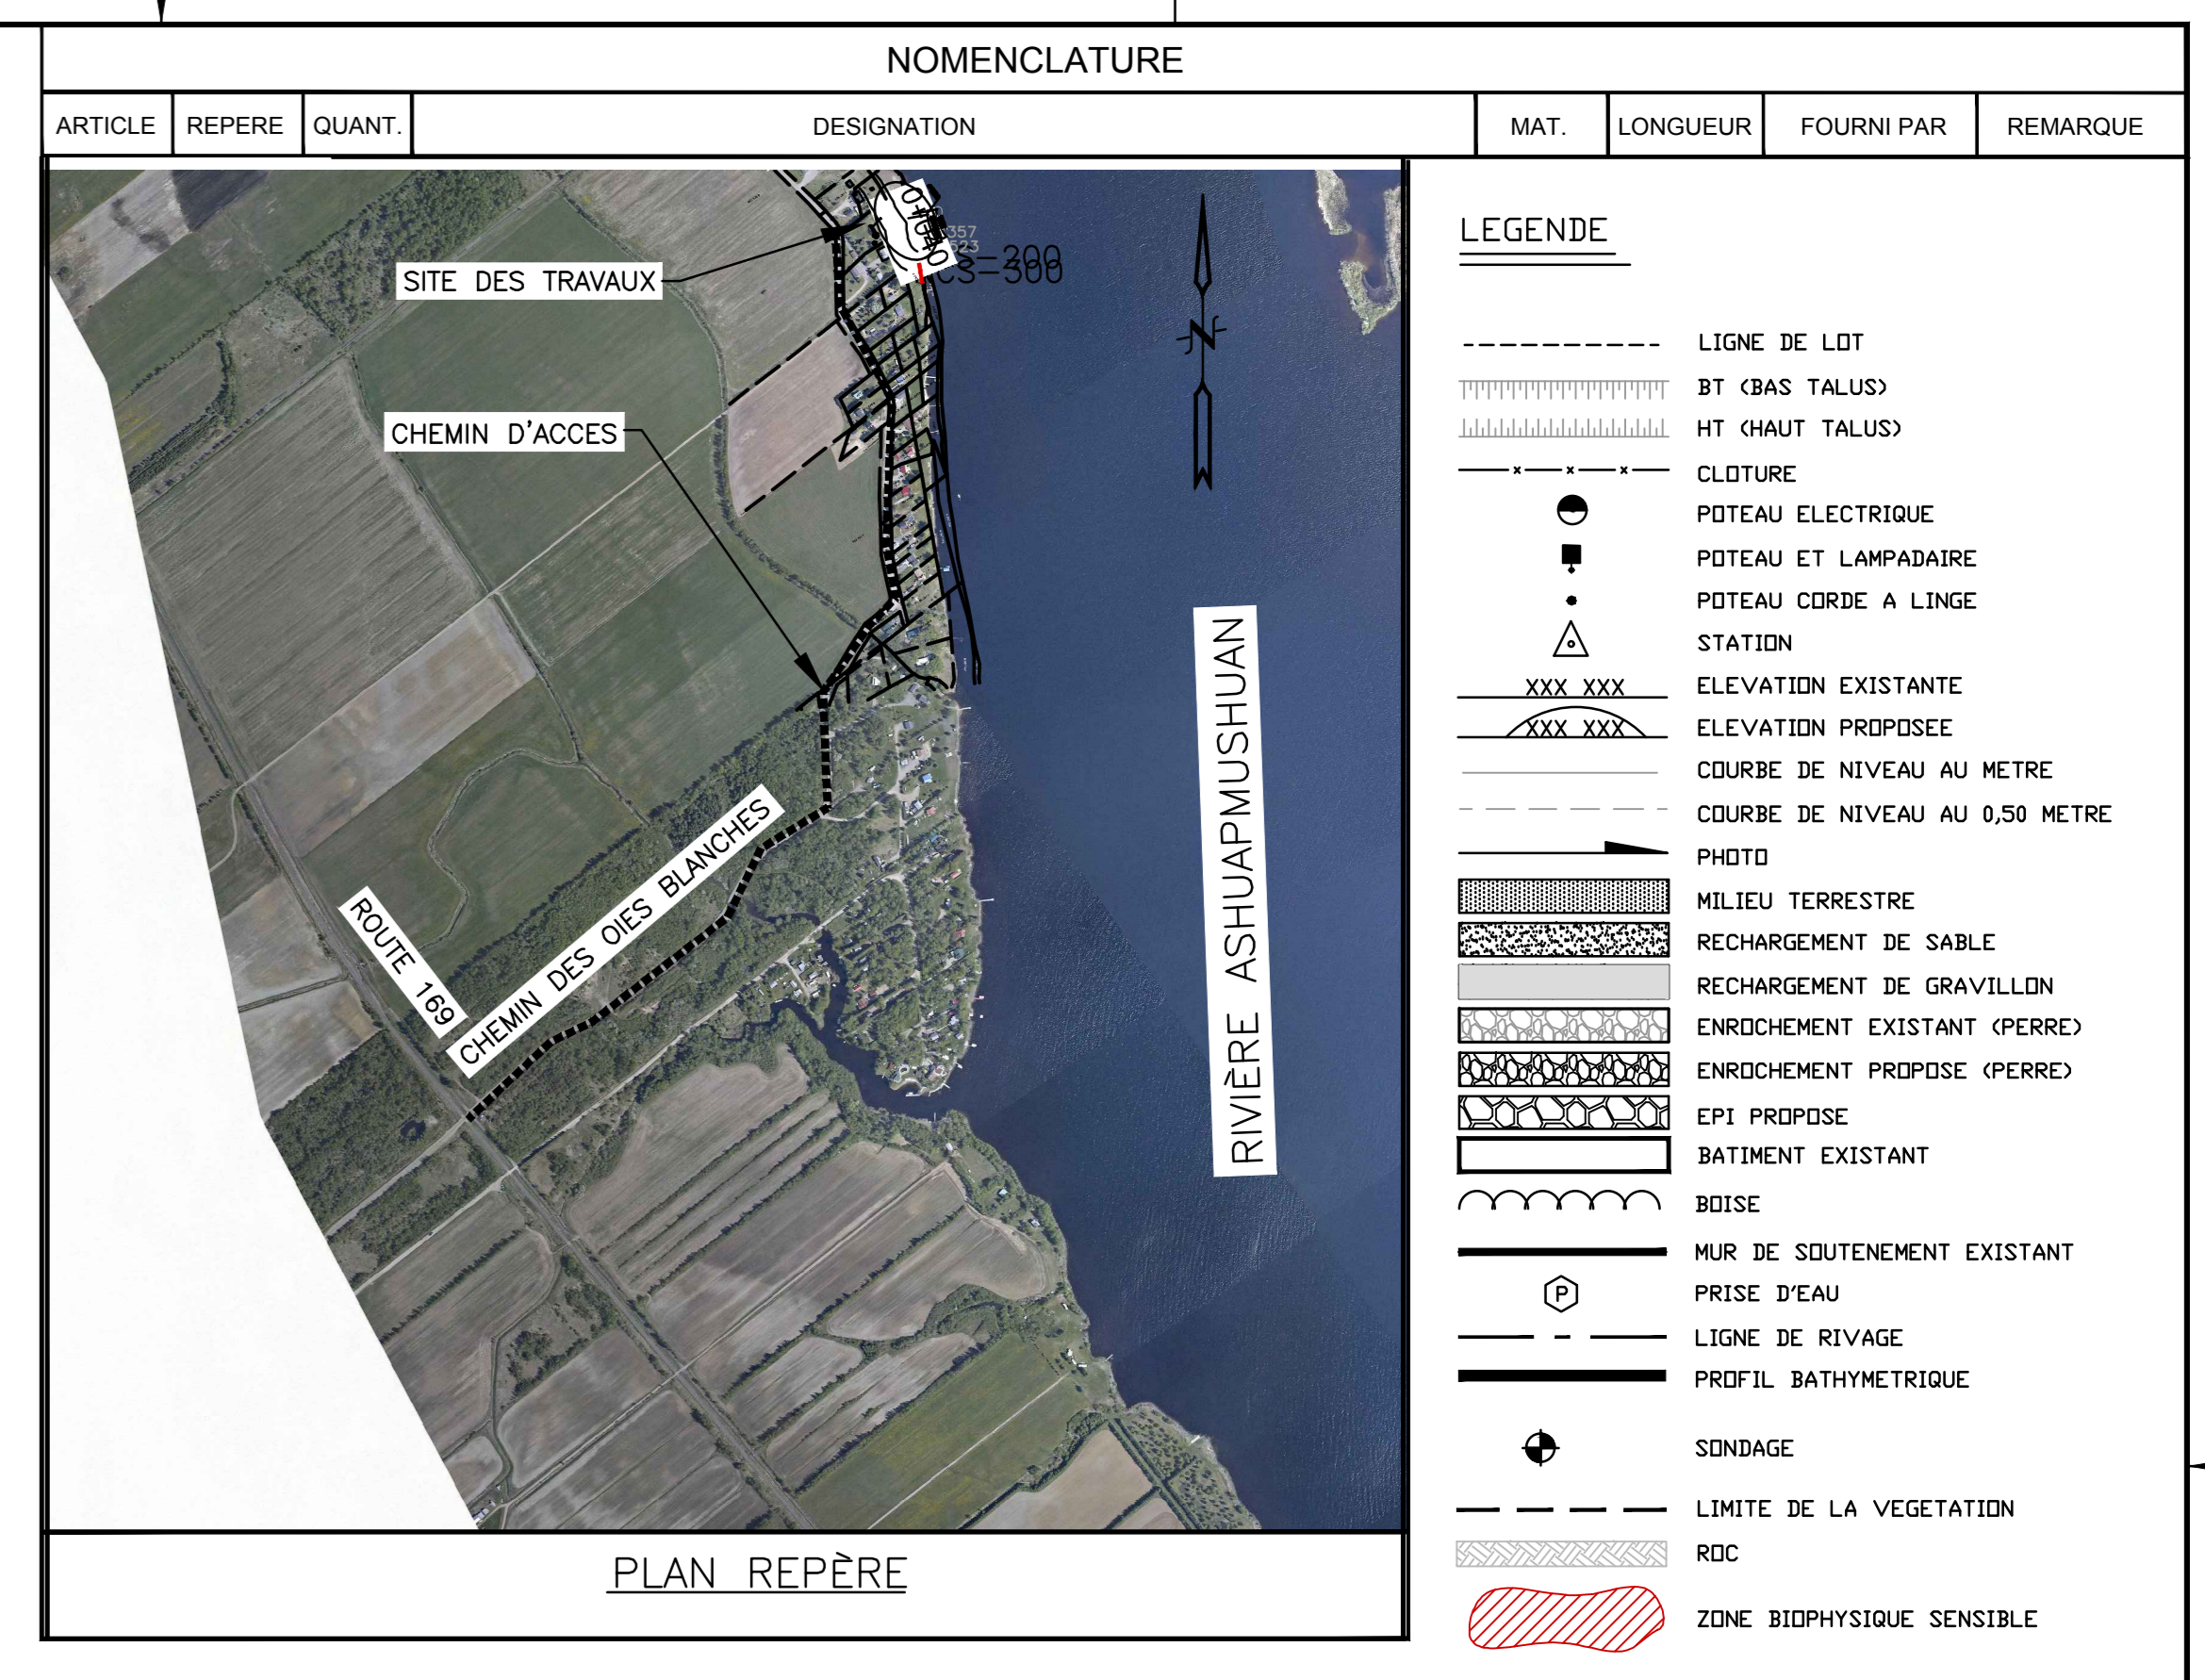 NOMENCLATURE
ARTICLE REPERE QUANT. DESIGNATION MAT. LONGUEUR FOURNI PAR REMARQUE
SITE DES TRAVAUX
357
523
CS-300
CHEMIN D'ACCES
N
RIVIÈRE ASHUAPMUSHUAN
CHEMIN DES OIES BLANCHES
ROUTE 169
PLAN REPÈRE
LEGENDE
LIGNE DE LOT
BT (BAS TALUS)
HT (HAUT TALUS)
CLOTURE
POTEAU ELECTRIQUE
POTEAU ET LAMPADAIRE
POTEAU CORDE A LINGE
STATION
XXX XXX ELEVATION EXISTANTE
XXX XXX ELEVATION PROPOSEE
COURBE DE NIVEAU AU METRE
COURBE DE NIVEAU AU 0,50 METRE
PHOTO
MILIEU TERRESTRE
RECHARGEMENT DE SABLE
RECHARGEMENT DE GRAVILLON
ENROCHEMENT EXISTANT (PERRE)
ENROCHEMENT PROPOSE (PERRE)
EPI PROPOSE
BATIMENT EXISTANT
BOISE
MUR DE SOUTENEMENT EXISTANT
P PRISE D'EAU
LIGNE DE RIVAGE
PROFIL BATHYMETRIQUE
SONDAGE
LIMITE DE LA VEGETATION
ROC
ZONE BIOPHYSIQUE SENSIBLE